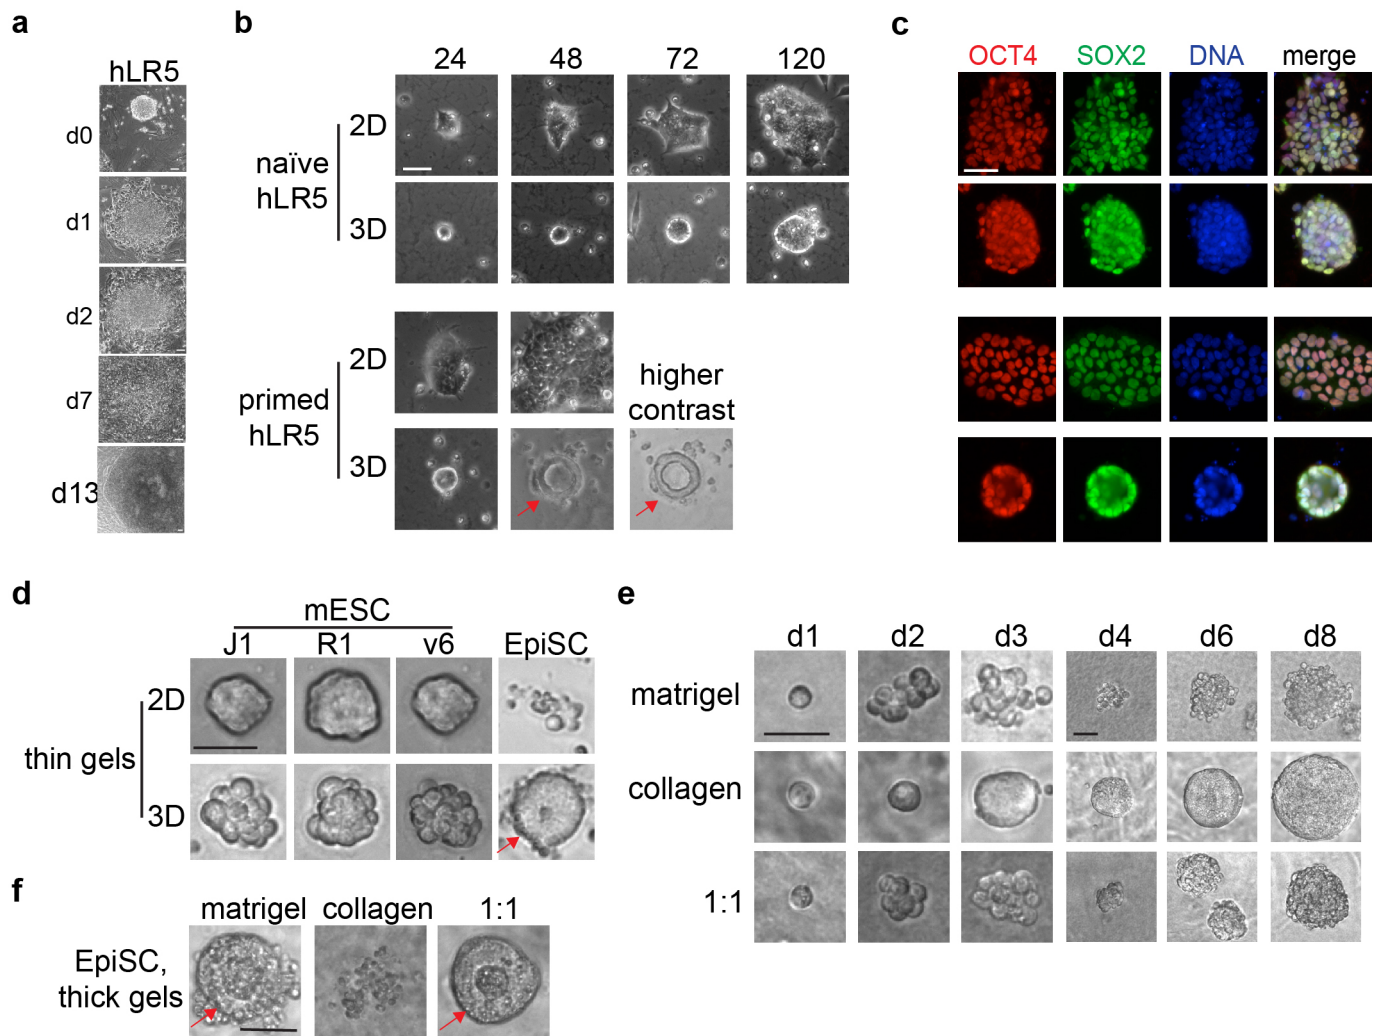 a
hLR5
d0
d1
d2
d7
d13
b
24 48 72 120
naïve
hLR5
2D
3D
primed
hLR5
2D
3D
higher
contrast
c
OCT4 SOX2 DNA merge
d
mESC
J1 R1 v6 EpiSC
thin gels
2D
3D
e
d1 d2 d3 d4 d6 d8
matrigel
collagen
1:1
f
matrigel collagen 1:1
EpiSC,
thick gels